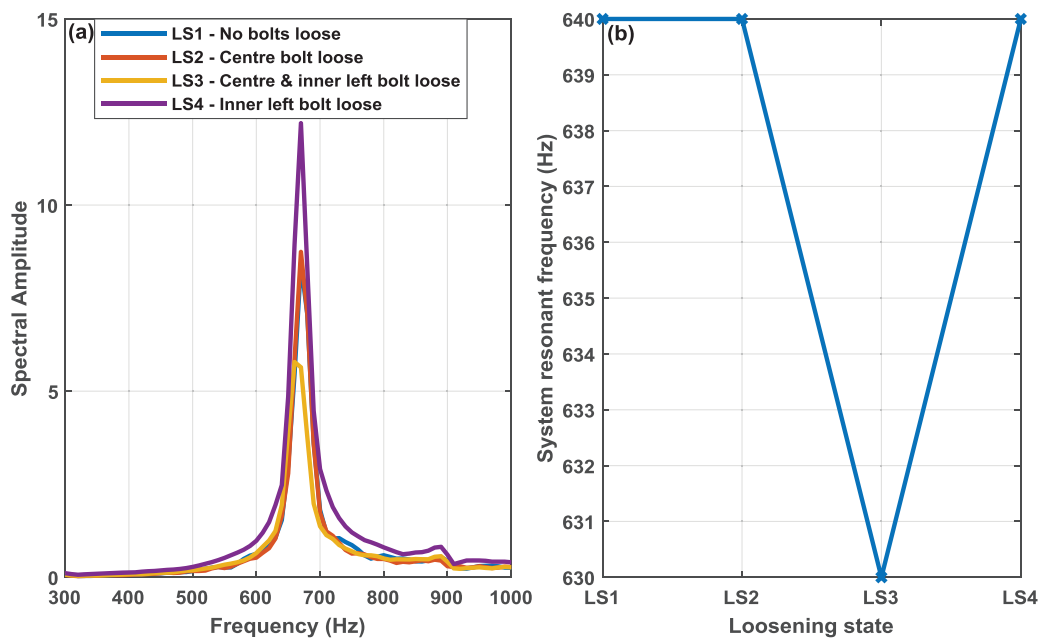 (a)
LS1 - No bolts loose
LS2 - Centre bolt loose
LS3 - Centre & inner left bolt loose
LS4 - Inner left bolt loose
15
10
5
0
Spectral Amplitude
300 400 500 600 700 800 900 1000
Frequency (Hz)
(b)
640
639
638
637
636
635
634
633
632
631
630
System resonant frequency (Hz)
LS1 LS2 LS3 LS4
Loosening state